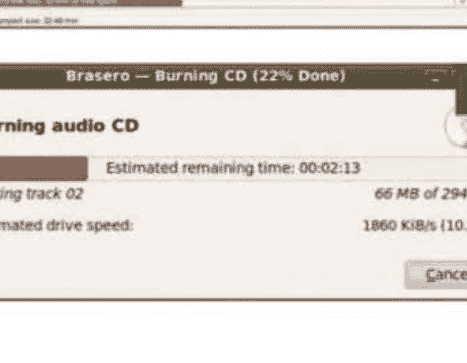 Brasero — Burning CD (22% Done)
rning audio CD
Estimated remaining time: 00:02:13
ing track 02
66 MB of 294
mated drive speed:
1860 KiB/s (10.
Cance